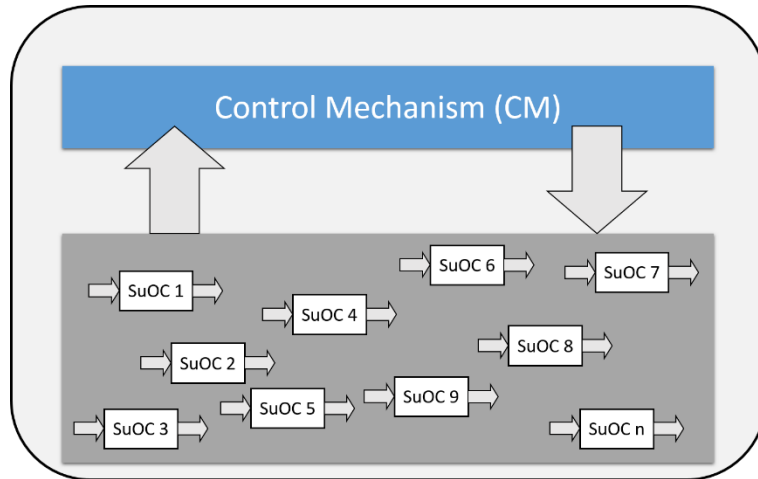 Control Mechanism (CM)
SuOC 6
SuOC 7
SuOC 1
SuOC 4
SuOC 8
SuOC 2
SuOC 9
SuOC 5
SuOC 3
SuOC n